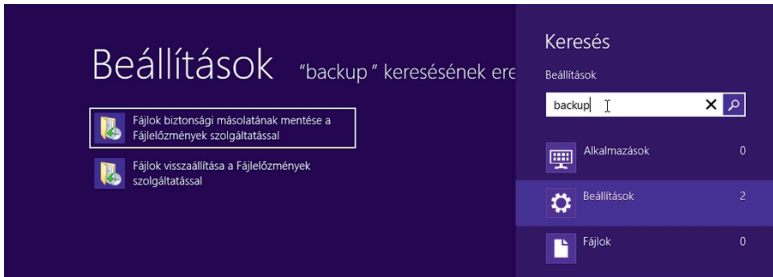 Beállítások "backup" keresésének ere
Fájlok biztonsági másolatának mentése a
Fájlelőzmények szolgáltatással
Fájlok visszaállítása a Fájlelőzmények
szolgáltatással
Keresés
Beállítások
backup
Alkalmazások 0
Beállítások 2
Fájlok 0